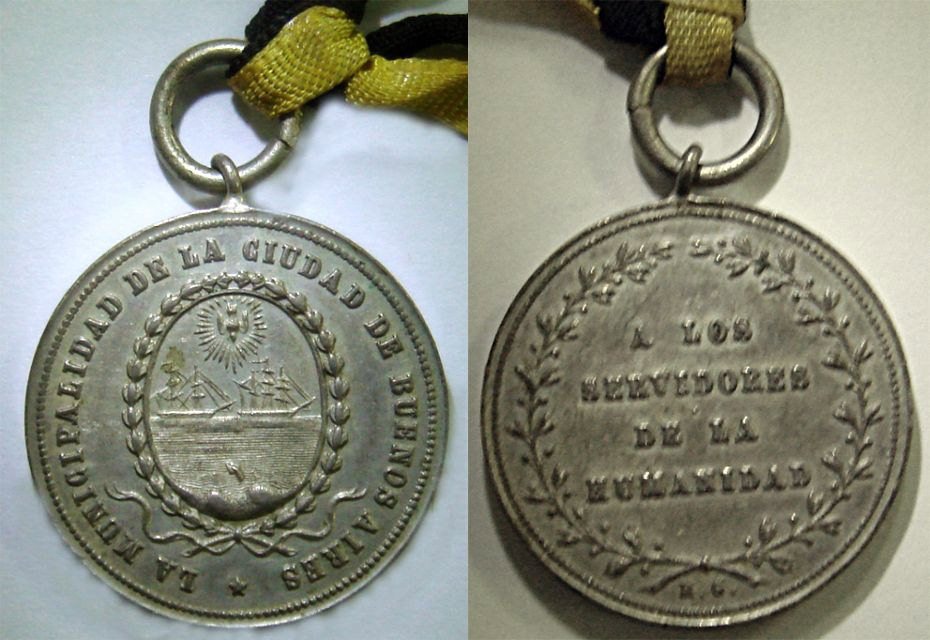 LA MUNICIPALIDAD DE LA CIUDAD DE BUENOS AIRES
A LOS
SERVIDORES
DE LA
HUMANIDAD
R. G.